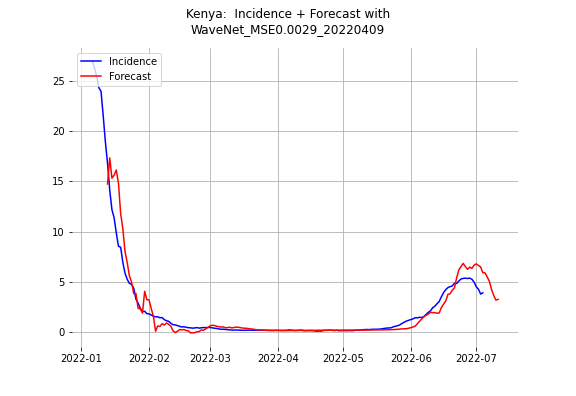 Kenya: Incidence + Forecast with
WaveNet_MSE0.0029_20220409
Incidence
Forecast
25
20
15
10
5
0
2022-01 2022-02 2022-03 2022-04 2022-05 2022-06 2022-07